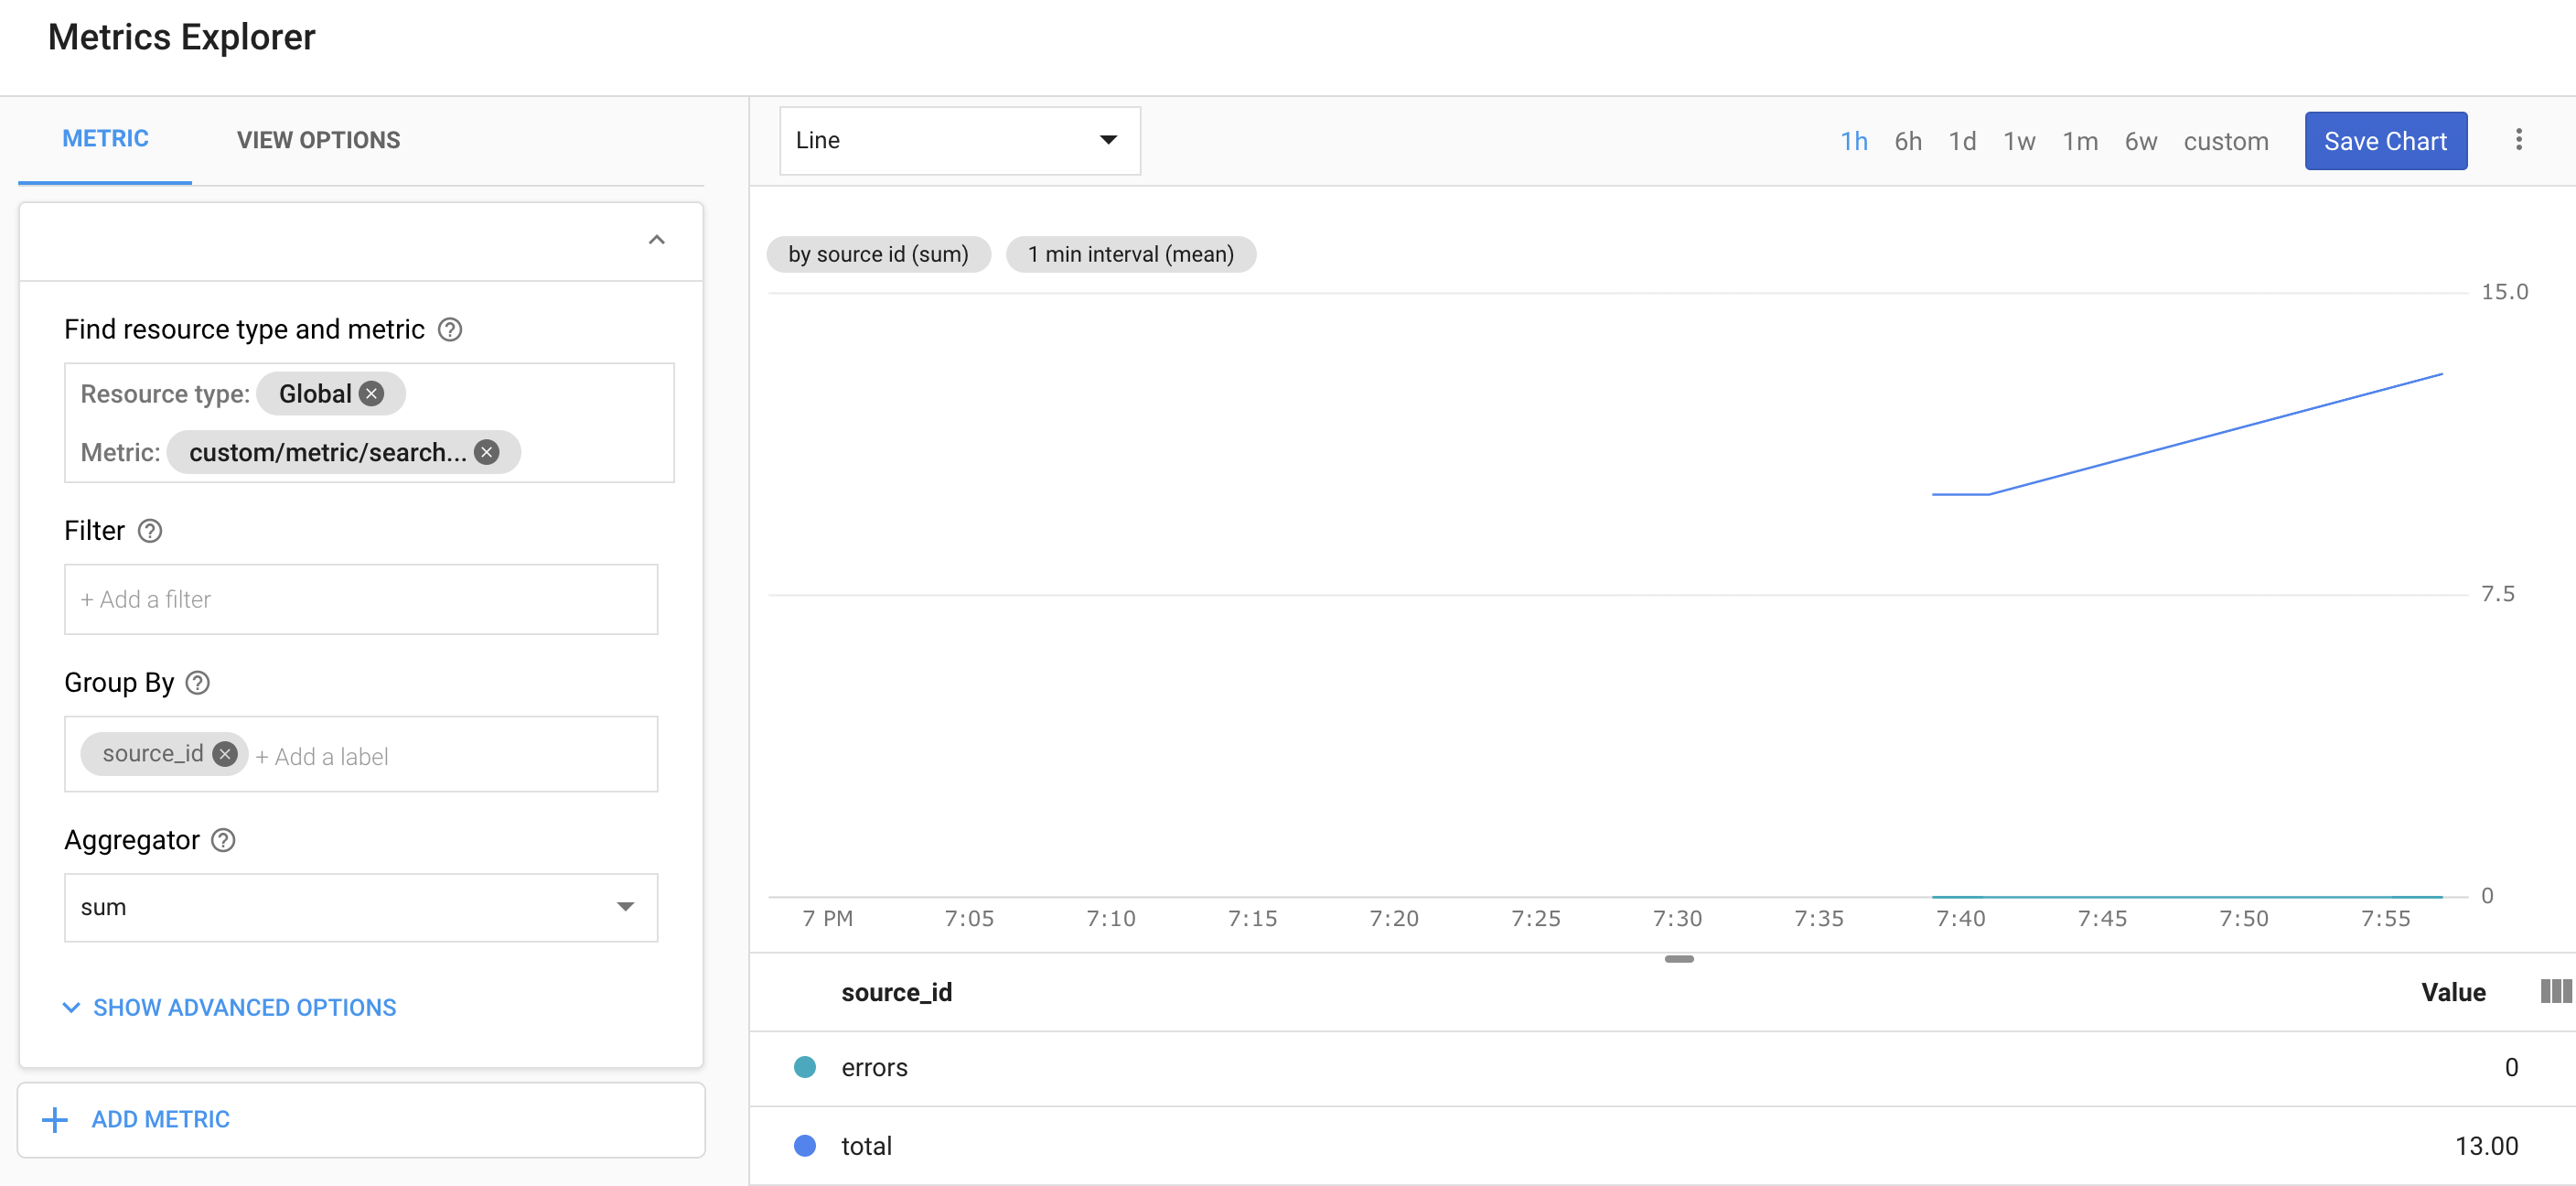 Metrics Explorer
METRIC VIEW OPTIONS
Find resource type and metric
Resource type: Global
Metric: custom/metric/search...
Filter
+ Add a filter
Group By
source_id + Add a label
Aggregator
sum
SHOW ADVANCED OPTIONS
ADD METRIC
Line 1h 6h 1d 1w 1m 6w custom Save Chart
by source id (sum) 1 min interval (mean)
15.0
7.5
0
7 PM 7:05 7:10 7:15 7:20 7:25 7:30 7:35 7:40 7:45 7:50 7:55
source_id Value
errors 0
total 13.00